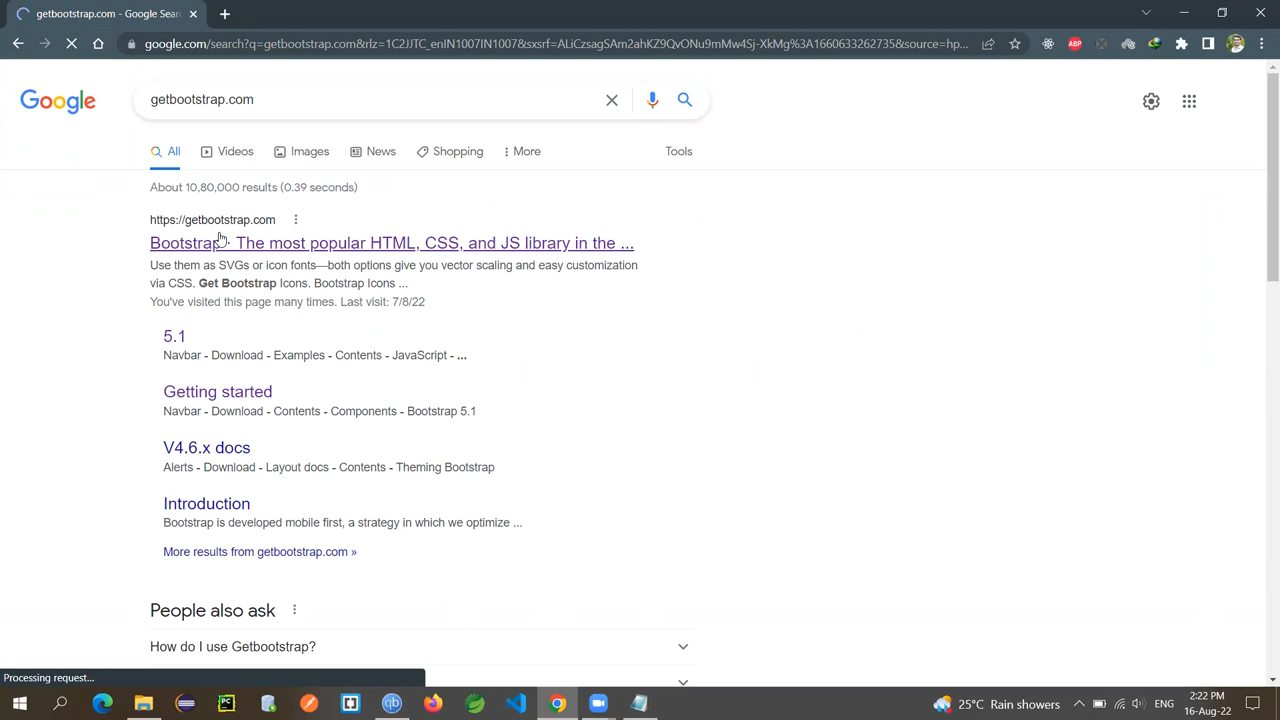 getbootstrap.com - Google Sear
google.com/search?q=getbootstrap.com&rlz=1C2JJTC_enIN1007IN1007&sxsrf=ALiCzsagSAm2ahKZ9QvONu9mMw4Sj-XkMg%3A1660633262735&source=hp...
ABP
Google
getbootstrap.com
All
Videos
Images
News
Shopping
More
Tools
About 10,80,000 results (0.39 seconds)
https://getbootstrap.com
Bootstrap · The most popular HTML, CSS, and JS library in the ...
Use them as SVGs or icon fonts—both options give you vector scaling and easy customization
via CSS. Get Bootstrap Icons. Bootstrap Icons ...
You've visited this page many times. Last visit: 7/8/22
5.1
Navbar - Download - Examples - Contents - JavaScript - ...
Getting started
Navbar - Download - Contents - Components - Bootstrap 5.1
V4.6.x docs
Alerts - Download - Layout docs - Contents - Theming Bootstrap
Introduction
Bootstrap is developed mobile first, a strategy in which we optimize ...
More results from getbootstrap.com »
People also ask
How do I use Getbootstrap?
Processing request...
PC
qb
25°C Rain showers
ENG
2:22 PM
16-Aug-22